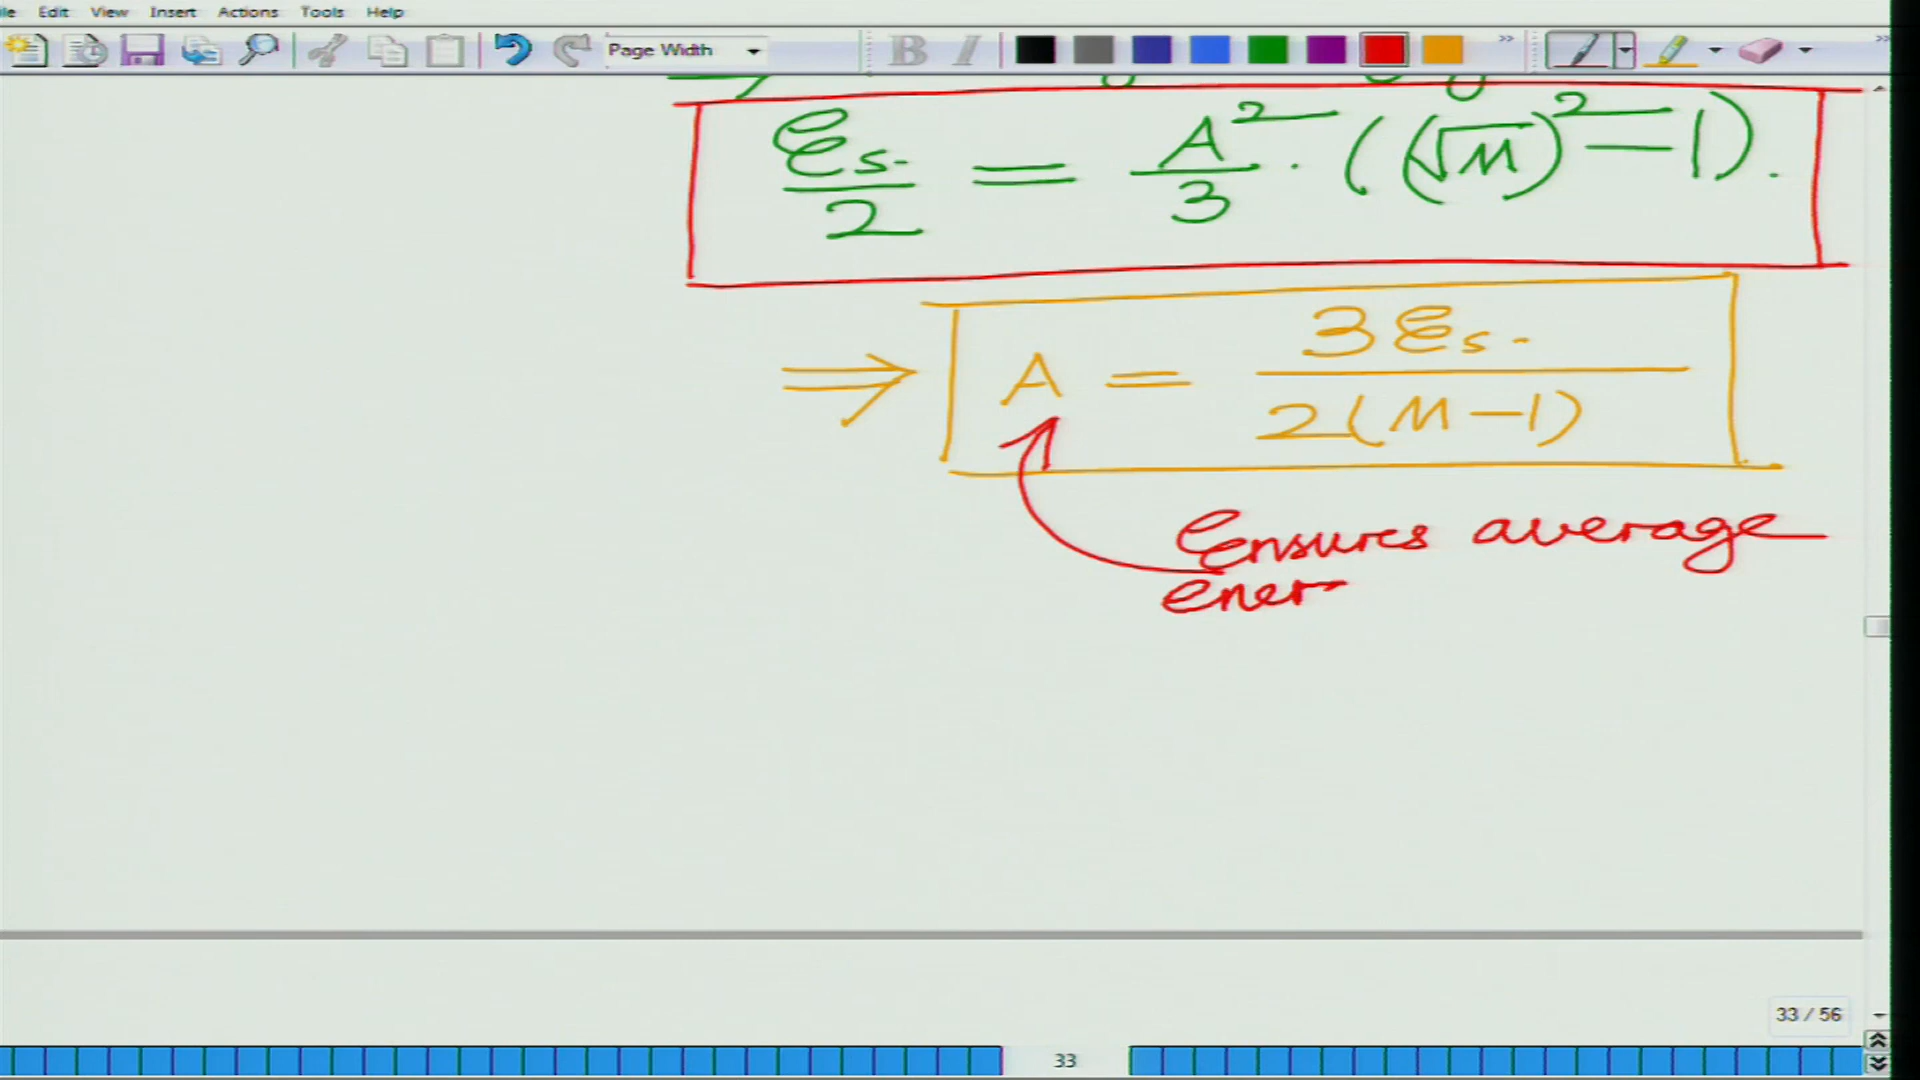 Edit View Insert Actions Tools Help
Page Width B I
Es/2 = A²/3 · ((√M)² − 1).
⇒ A = 3Es/2(M−1)
Ensures average
ener
33 / 56
33